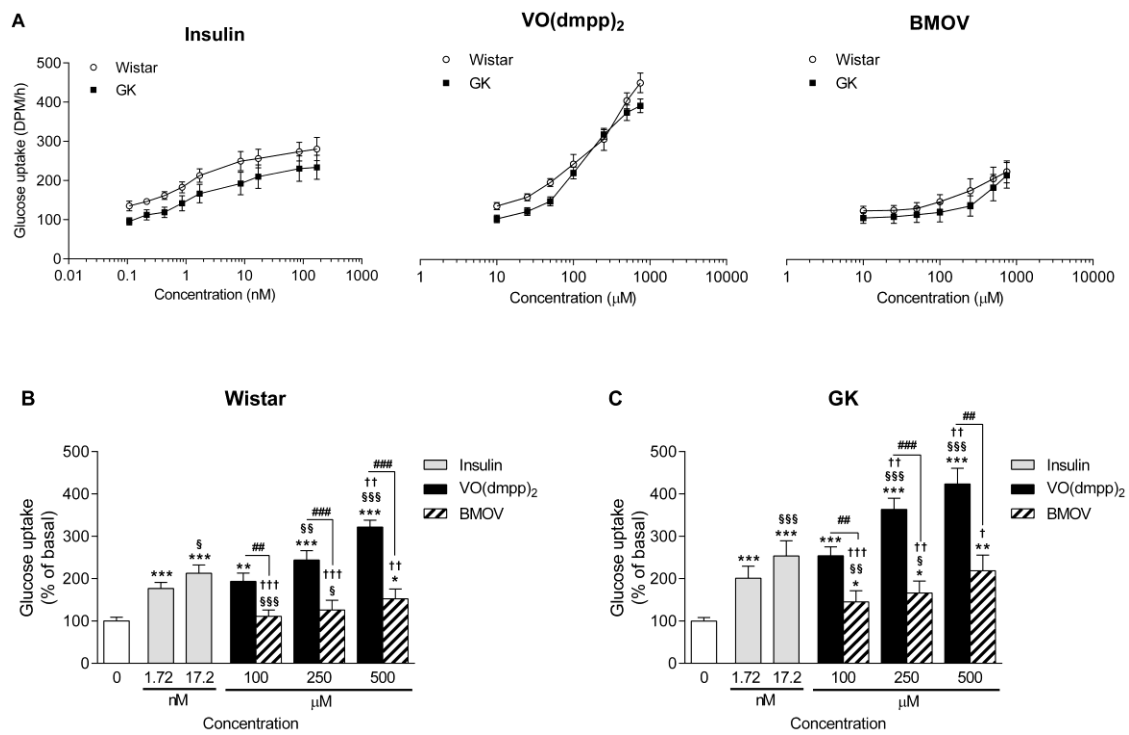 A
Insulin
VO(dmpp)2
BMOV
Wistar
GK
Wistar
GK
Wistar
GK
Glucose uptake (DPM/h)
500
400
300
200
100
0
0.01 0.1 1 10 100 1000
1 10 100 1000 10000
1 10 100 1000 10000
Concentration (nM)
Concentration (μM)
Concentration (μM)
B
Wistar
Glucose uptake
(% of basal)
500
400
300
200
100
0
***
§
***
##
**
†††
§§§
###
§§
***
†††
§
###
††
§§§
***
††
*
Insulin
VO(dmpp)2
BMOV
0 1.72 17.2 100 250 500
nM μM
Concentration
C
GK
Glucose uptake
(% of basal)
500
400
300
200
100
0
***
§§§
***
##
***
†††
§§
*
###
††
§§§
***
††
§
*
##
††
§§§
***
†
**
Insulin
VO(dmpp)2
BMOV
0 1.72 17.2 100 250 500
nM μM
Concentration